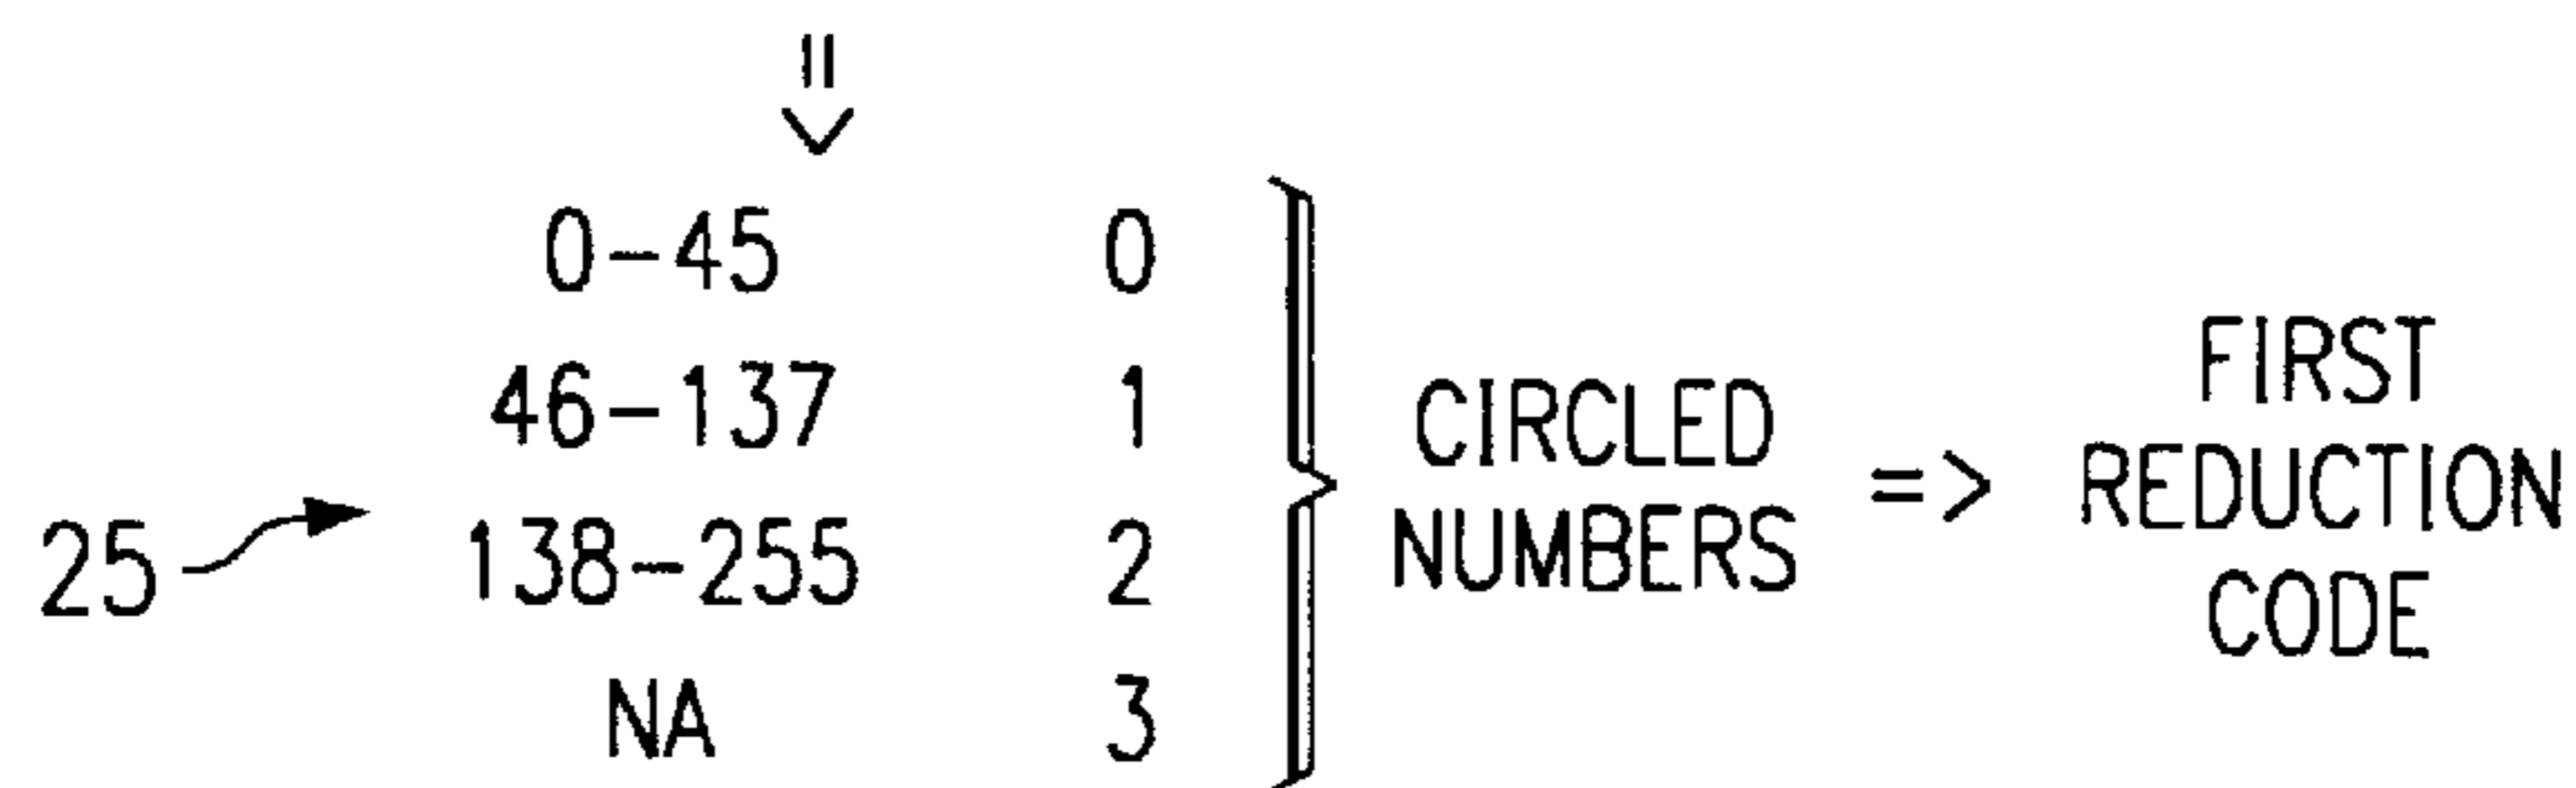 0-45 0
46-137 1
25 138-255 2
NA 3
CIRCLED
NUMBERS
=>
FIRST
REDUCTION
CODE